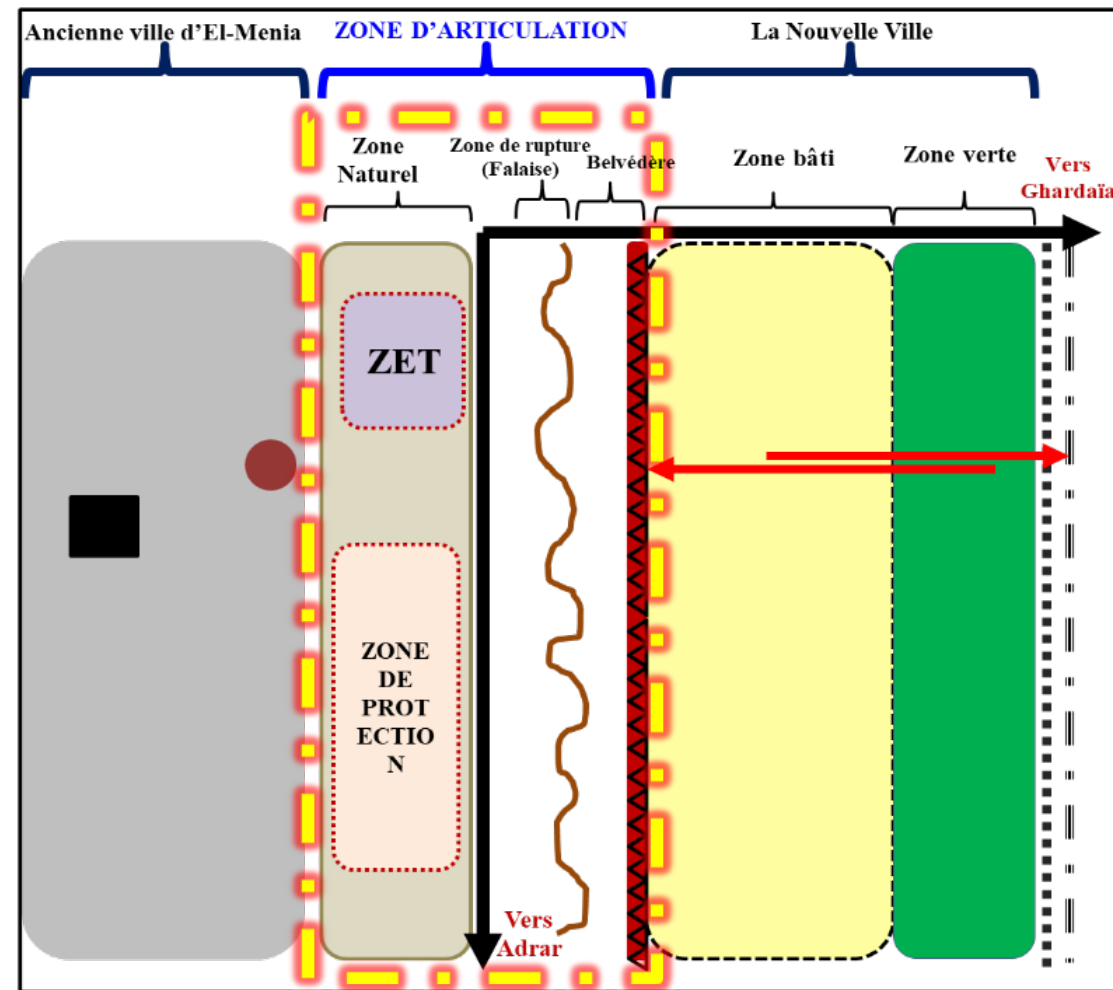 Ancienne ville d'El-Menia
ZONE D'ARTICULATION
La Nouvelle Ville
Zone
Naturel
Zone de rupture
(Falaise)
Belvédère
Zone bâti
Zone verte
Vers
Ghardaïa
ZET
ZONE
DE
PROT
ECTIO
N
Vers
Adrar